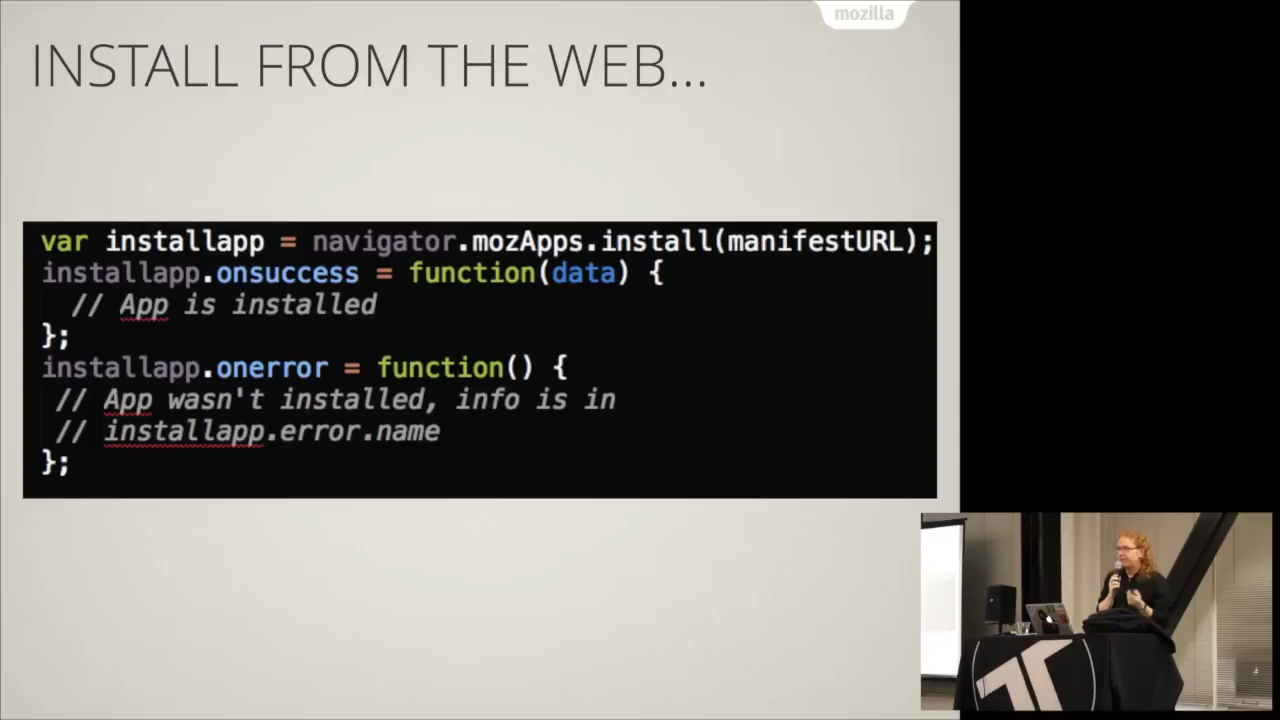 mozilla
INSTALL FROM THE WEB...
var installapp = navigator.mozApps.install(manifestURL);
installapp.onsuccess = function(data) {
// App is installed
};
installapp.onerror = function() {
// App wasn't installed, info is in
// installapp.error.name
};